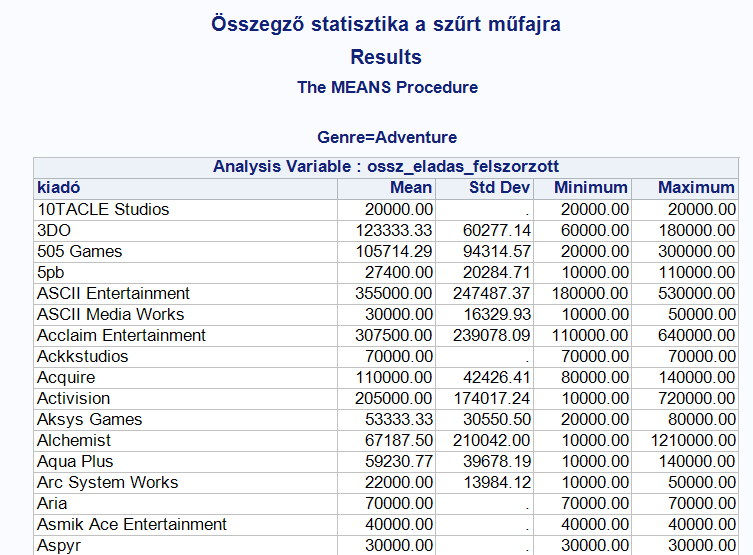 Összegző statisztika a szűrt műfajra
Results
The MEANS Procedure
Genre=Adventure
Analysis Variable : ossz_eladas_felszorzott
kiadó Mean Std Dev Minimum Maximum
10TACLE Studios 20000.00 . 20000.00 20000.00
3DO 123333.33 60277.14 60000.00 180000.00
505 Games 105714.29 94314.57 20000.00 300000.00
5pb 27400.00 20284.71 10000.00 110000.00
ASCII Entertainment 355000.00 247487.37 180000.00 530000.00
ASCII Media Works 30000.00 16329.93 10000.00 50000.00
Acclaim Entertainment 307500.00 239078.09 110000.00 640000.00
Ackkstudios 70000.00 . 70000.00 70000.00
Acquire 110000.00 42426.41 80000.00 140000.00
Activision 205000.00 174017.24 10000.00 720000.00
Aksys Games 53333.33 30550.50 20000.00 80000.00
Alchemist 67187.50 210042.00 10000.00 1210000.00
Aqua Plus 59230.77 39678.19 10000.00 140000.00
Arc System Works 22000.00 13984.12 10000.00 50000.00
Aria 70000.00 . 70000.00 70000.00
Asmik Ace Entertainment 40000.00 . 40000.00 40000.00
Aspyr 30000.00 . 30000.00 30000.00